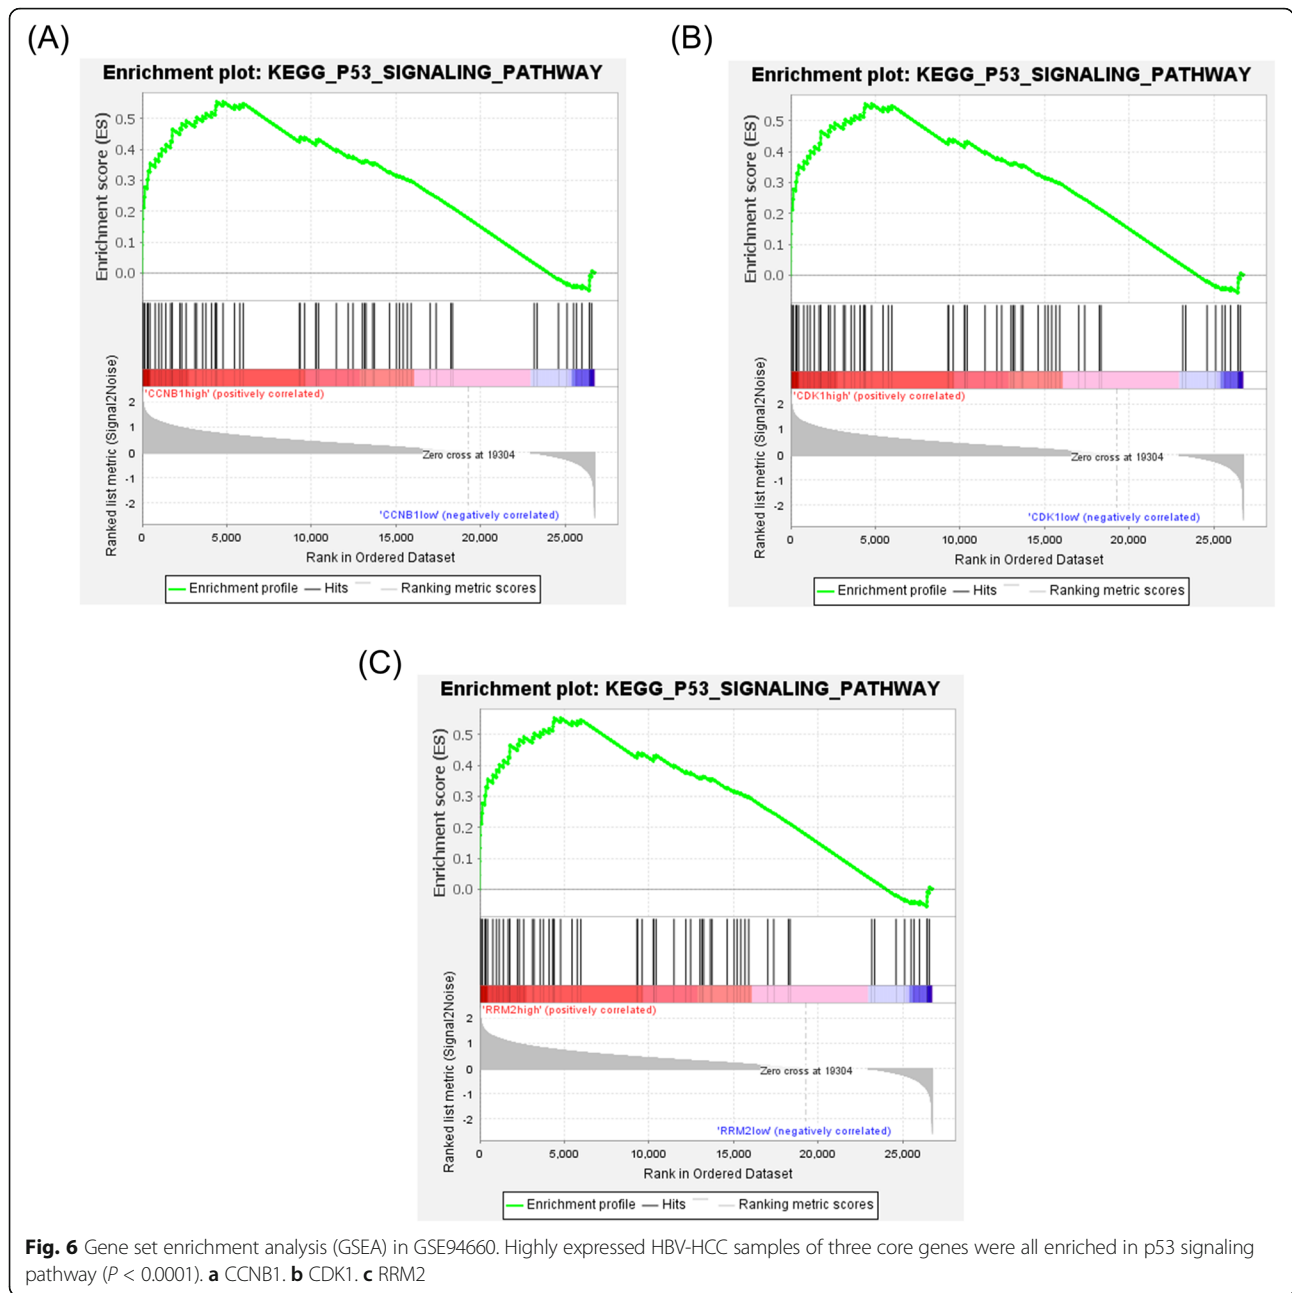 (A)
Enrichment plot: KEGG_P53_SIGNALING_PATHWAY
Enrichment score (ES)
0.5
0.4
0.3
0.2
0.1
0.0
Ranked list metric (Signal2Noise)
'CCNB1high' (positively correlated)
2
1
0
-1
-2
Zero cross at 19304
'CCNB1low' (negatively correlated)
0 5,000 10,000 15,000 20,000 25,000
Rank in Ordered Dataset
Enrichment profile Hits Ranking metric scores
(B)
Enrichment plot: KEGG_P53_SIGNALING_PATHWAY
Enrichment score (ES)
0.5
0.4
0.3
0.2
0.1
0.0
Ranked list metric (Signal2Noise)
'CDK1high' (positively correlated)
2
1
0
-1
-2
Zero cross at 19304
'CDK1low' (negatively correlated)
0 5,000 10,000 15,000 20,000 25,000
Rank in Ordered Dataset
Enrichment profile Hits Ranking metric scores
(C)
Enrichment plot: KEGG_P53_SIGNALING_PATHWAY
Enrichment score (ES)
0.5
0.4
0.3
0.2
0.1
0.0
Ranked list metric (Signal2Noise)
'RRM2high' (positively correlated)
2
1
0
-1
-2
Zero cross at 19304
'RRM2low' (negatively correlated)
0 5,000 10,000 15,000 20,000 25,000
Rank in Ordered Dataset
Enrichment profile Hits Ranking metric scores
Fig. 6 Gene set enrichment analysis (GSEA) in GSE94660. Highly expressed HBV-HCC samples of three core genes were all enriched in p53 signaling
pathway (P < 0.0001). a CCNB1. b CDK1. c RRM2